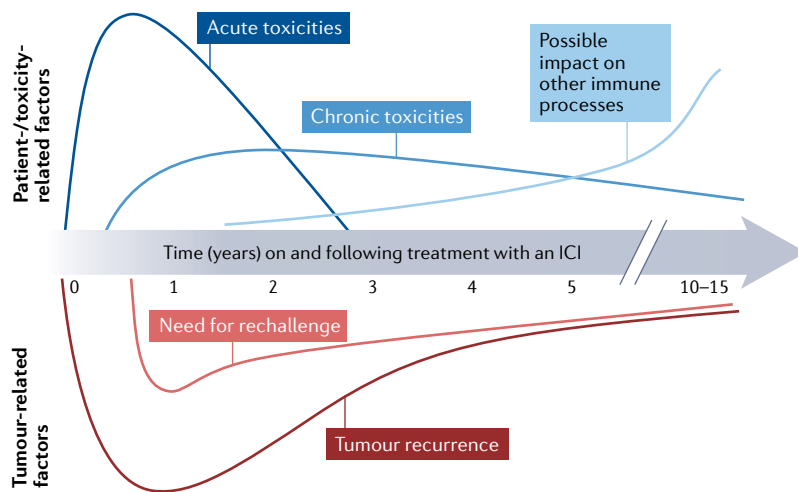 Patient-/toxicity-
related factors
Acute toxicities
Chronic toxicities
Possible
impact on
other immune
processes
Time (years) on and following treatment with an ICI
0 1 2 3 4 5 10–15
Tumour-related
factors
Need for rechallenge
Tumour recurrence